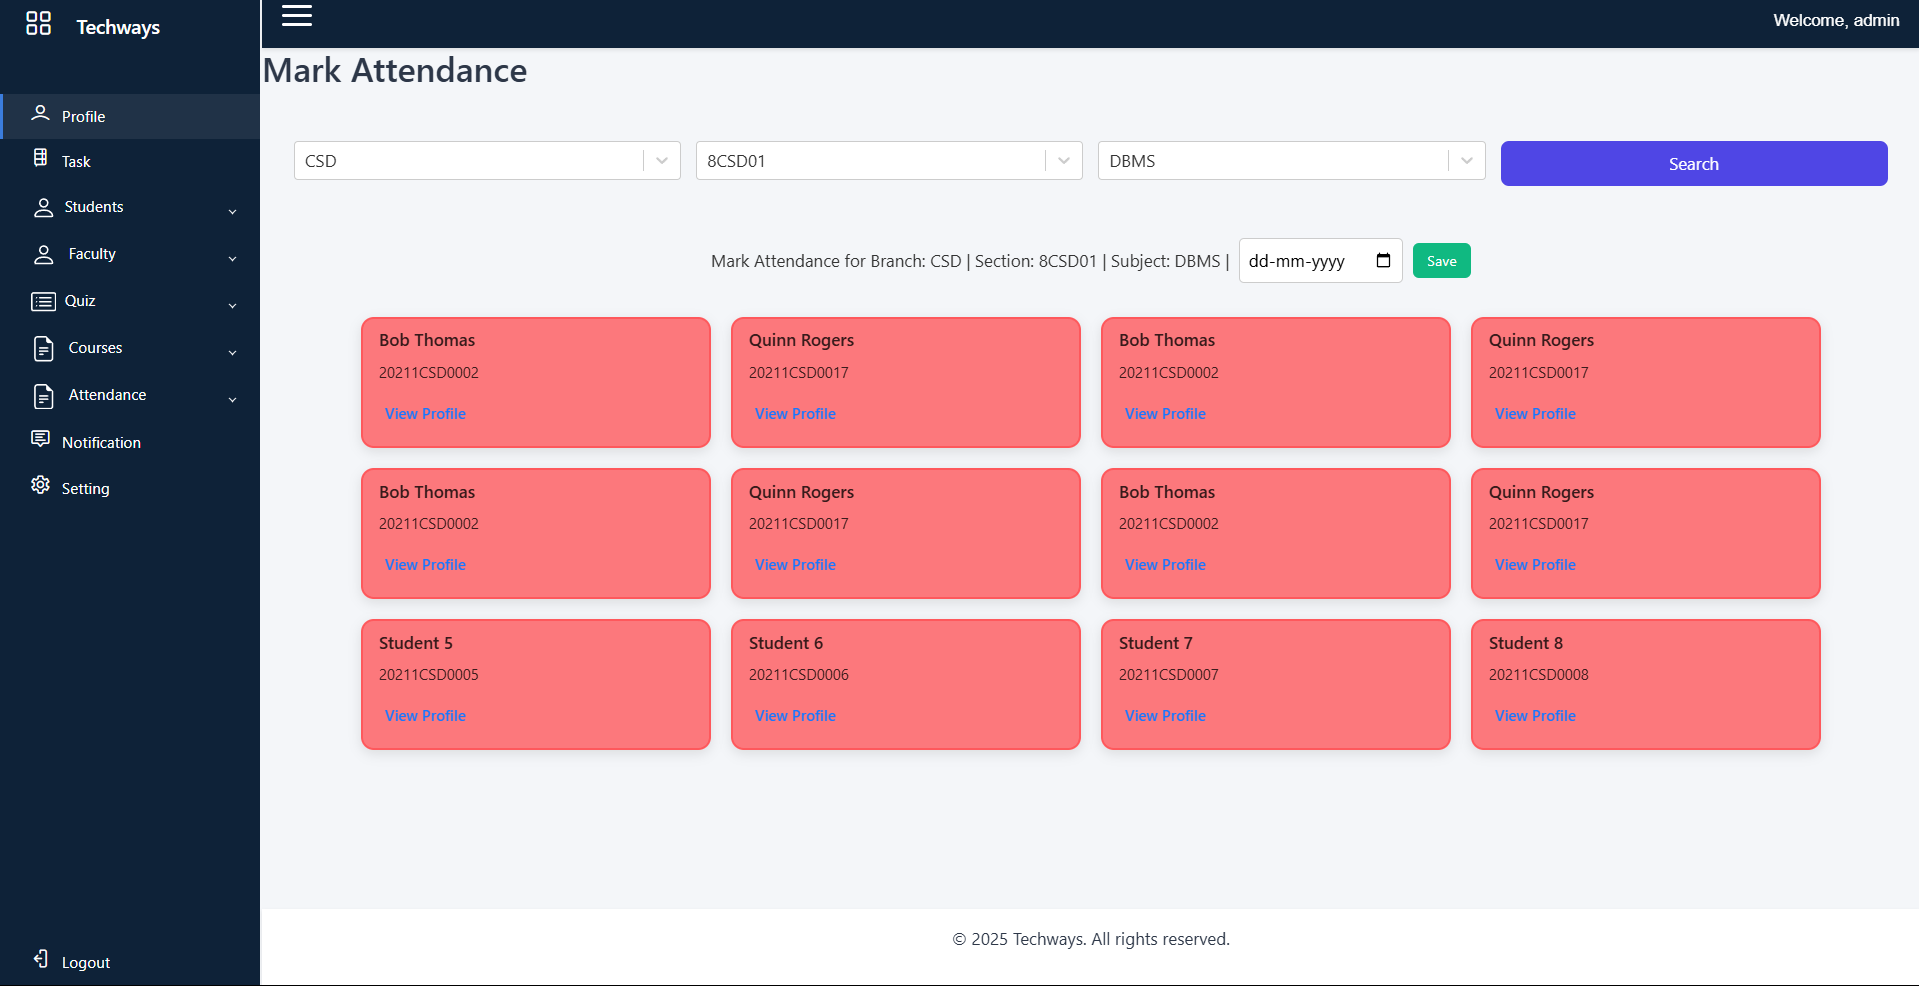 Techways
Welcome, admin
Profile
Task
Students
Faculty
Quiz
Courses
Attendance
Notification
Setting
Logout
Mark Attendance
CSD 8CSD01 DBMS Search
Mark Attendance for Branch: CSD | Section: 8CSD01 | Subject: DBMS | dd-mm-yyyy Save
Bob Thomas
20211CSD0002
View Profile
Quinn Rogers
20211CSD0017
View Profile
Bob Thomas
20211CSD0002
View Profile
Quinn Rogers
20211CSD0017
View Profile
Bob Thomas
20211CSD0002
View Profile
Quinn Rogers
20211CSD0017
View Profile
Bob Thomas
20211CSD0002
View Profile
Quinn Rogers
20211CSD0017
View Profile
Student 5
20211CSD0005
View Profile
Student 6
20211CSD0006
View Profile
Student 7
20211CSD0007
View Profile
Student 8
20211CSD0008
View Profile
© 2025 Techways. All rights reserved.